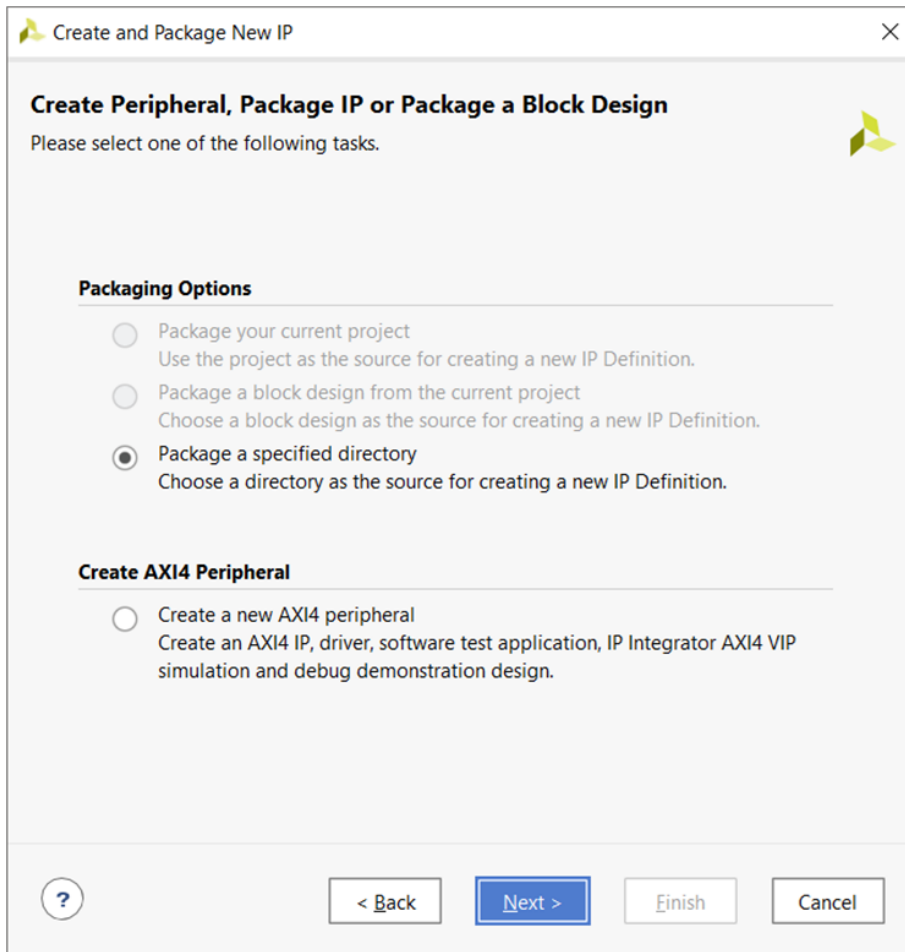 Create and Package New IP
Create Peripheral, Package IP or Package a Block Design
Please select one of the following tasks.
Packaging Options
Package your current project
Use the project as the source for creating a new IP Definition.
Package a block design from the current project
Choose a block design as the source for creating a new IP Definition.
Package a specified directory
Choose a directory as the source for creating a new IP Definition.
Create AXI4 Peripheral
Create a new AXI4 peripheral
Create an AXI4 IP, driver, software test application, IP Integrator AXI4 VIP
simulation and debug demonstration design.
? < Back Next > Finish Cancel